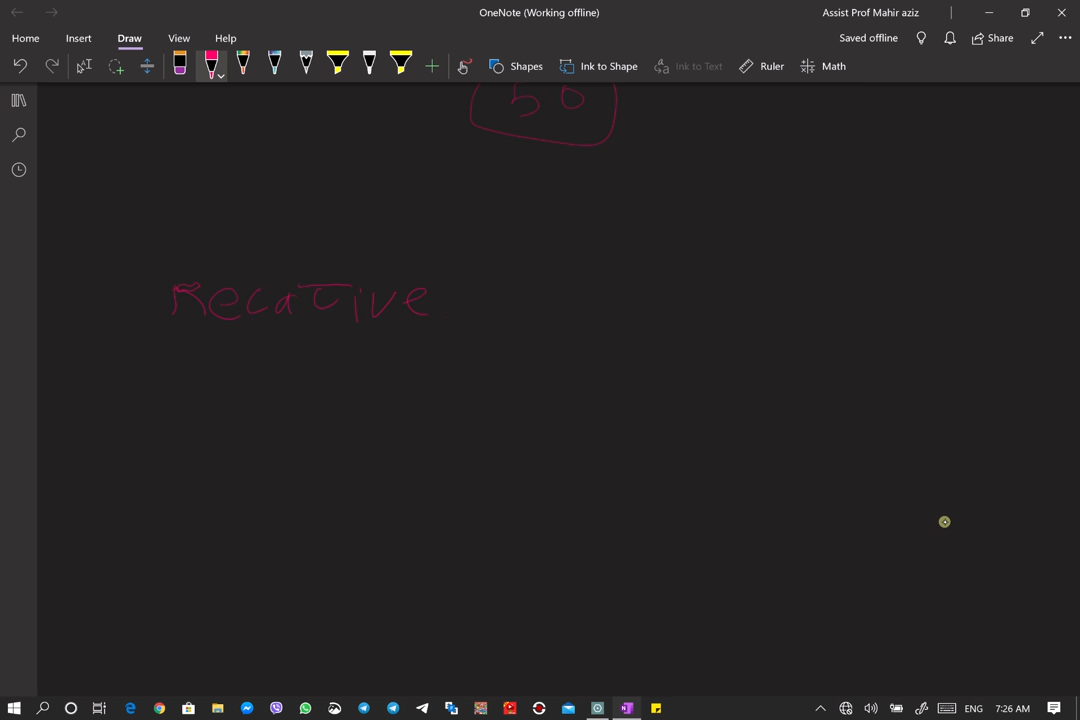 OneNote (Working offline)
Assist Prof Mahir aziz
Home Insert Draw View Help
Saved offline
Share
Shapes
Ink to Shape
Ink to Text
Ruler
Math
50
Recative
ENG
7:26 AM